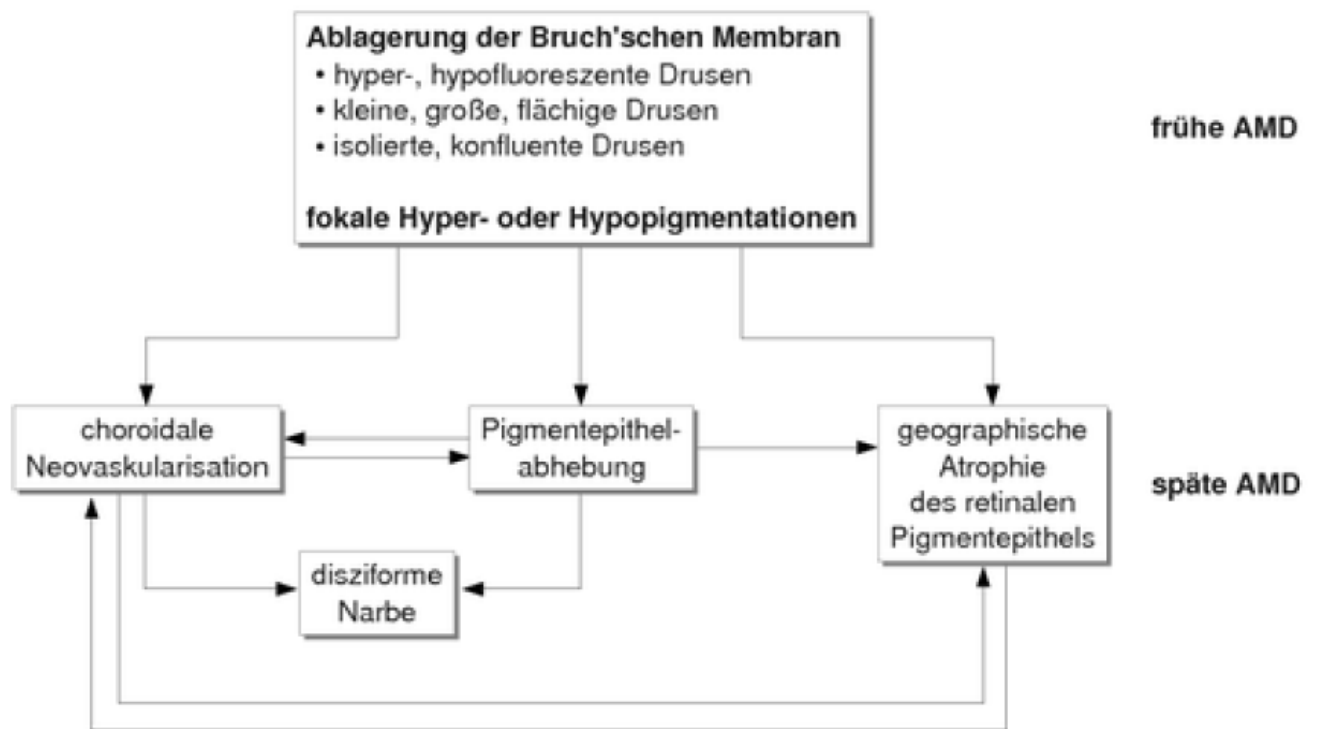 Ablagerung der Bruch'schen Membran
• hyper-, hypofluoreszente Drusen
• kleine, große, flächige Drusen
• isolierte, konfluente Drusen
fokale Hyper- oder Hypopigmentationen
frühe AMD
choroidale
Neovaskularisation
Pigmentepithel-
abhebung
geographische
Atrophie
des retinalen
Pigmentepithels
späte AMD
disziforme
Narbe